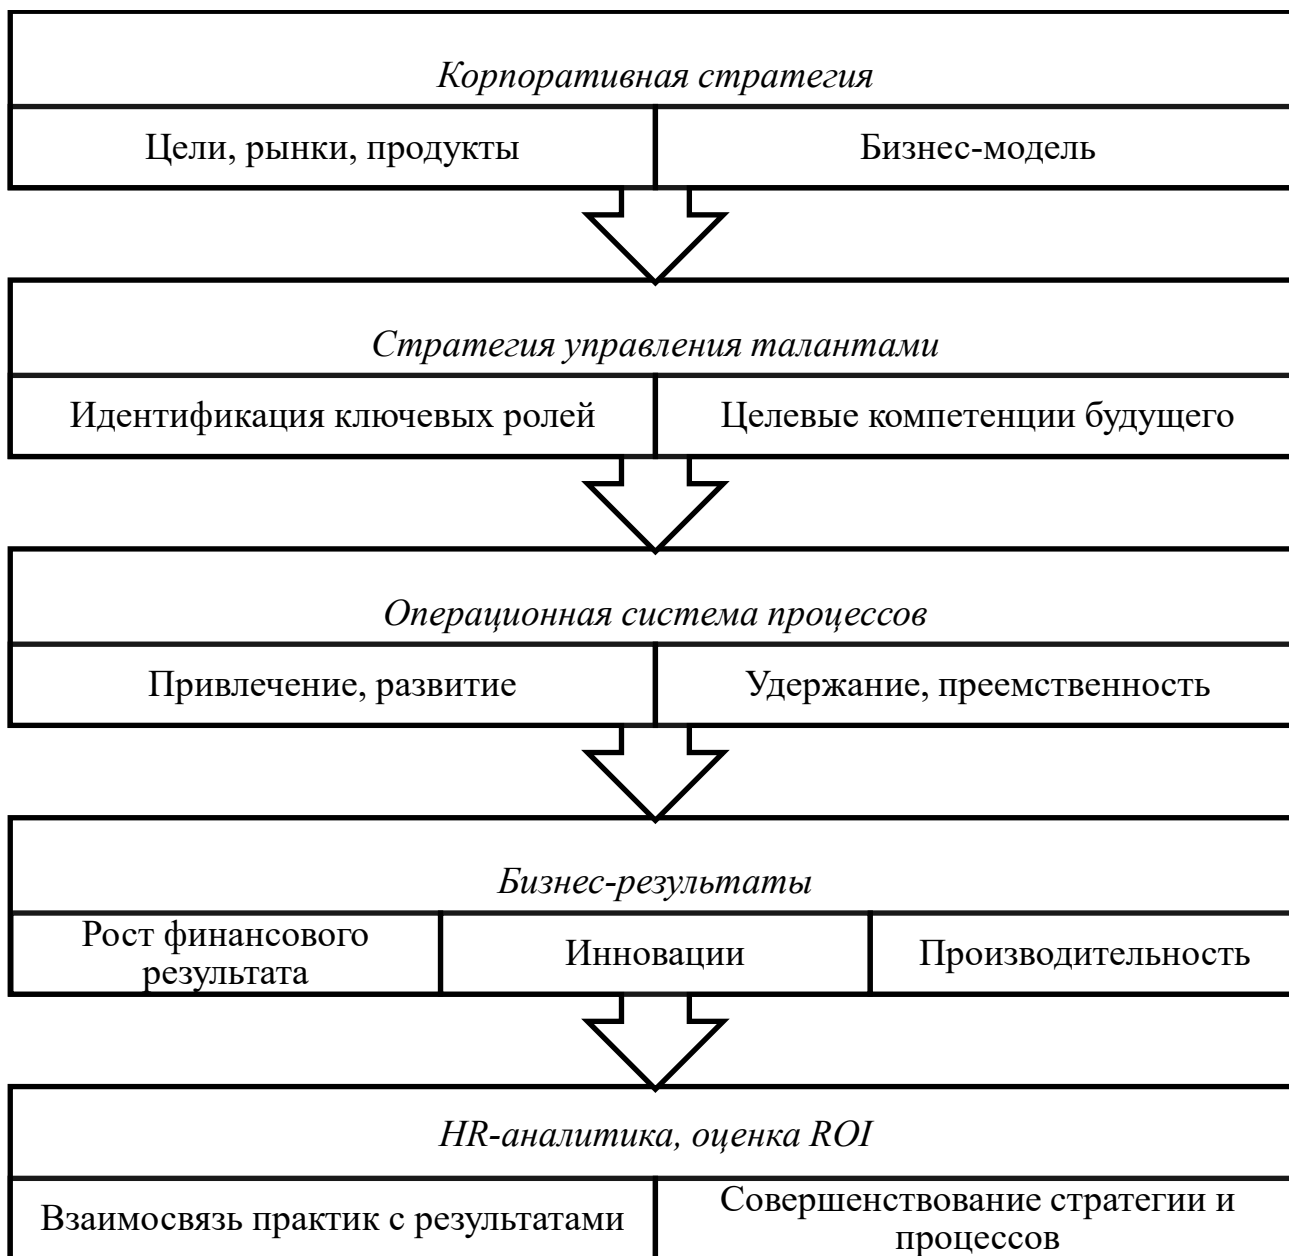 Корпоративная стратегия
Цели, рынки, продукты
Бизнес-модель
Стратегия управления талантами
Идентификация ключевых ролей
Целевые компетенции будущего
Операционная система процессов
Привлечение, развитие
Удержание, преемственность
Бизнес-результаты
Рост финансового
результата
Инновации
Производительность
HR-аналитика, оценка ROI
Взаимосвязь практик с результатами
Совершенствование стратегии и
процессов